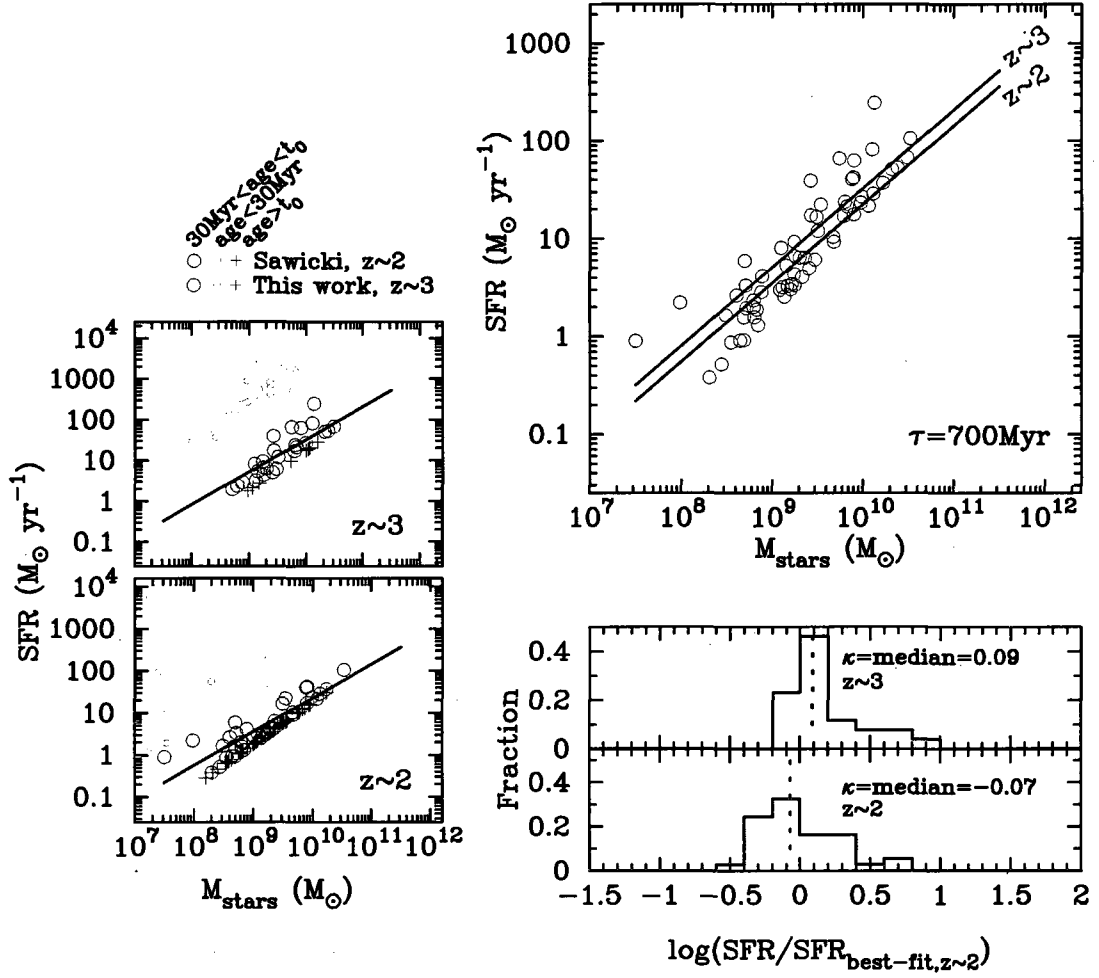 30Myr<age<t₀
age<30Myr
age>t₀
Sawicki, z~2
This work, z~3
10⁴
1000
100
10
1
0.1
z~3
10⁴
1000
100
10
1
0.1
z~2
10⁷ 10⁸ 10⁹ 10¹⁰ 10¹¹ 10¹²
M_stars (M⊙)
SFR (M⊙ yr⁻¹)
1000
100
10
1
0.1
SFR (M⊙ yr⁻¹)
z~3
z~2
τ=700Myr
10⁷ 10⁸ 10⁹ 10¹⁰ 10¹¹ 10¹²
M_stars (M⊙)
0.4
0.2
0
κ=median=0.09
z~3
0.4
0.2
0
κ=median=−0.07
z~2
Fraction
−1.5 −1 −0.5 0 0.5 1 1.5 2
log(SFR/SFR_best−fit,z~2)